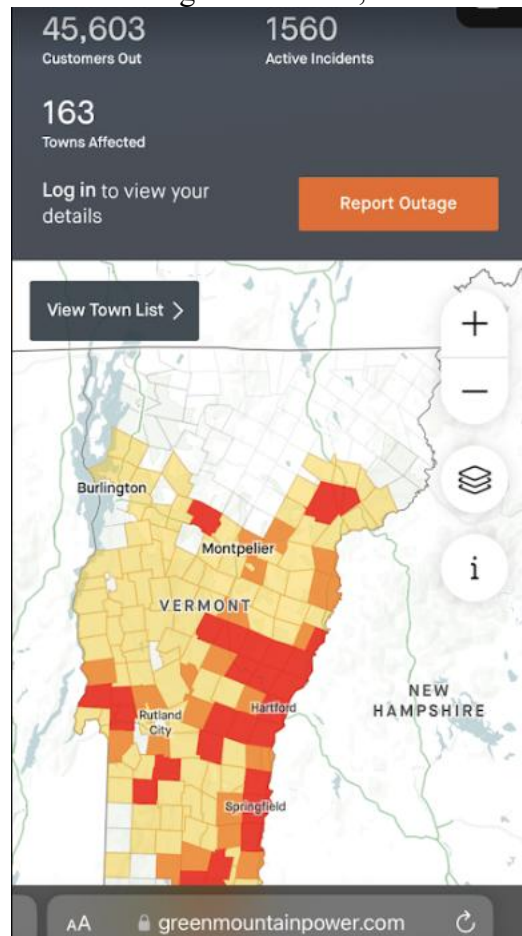 45,603
1560
Customers Out
Active Incidents
163
Towns Affected
Log in to view your
details
Report Outage
View Town List
+
−
i
Burlington
Montpelier
VERMONT
Rutland
City
Hartford
NEW
HAMPSHIRE
Springfield
AA
greenmountainpower.com